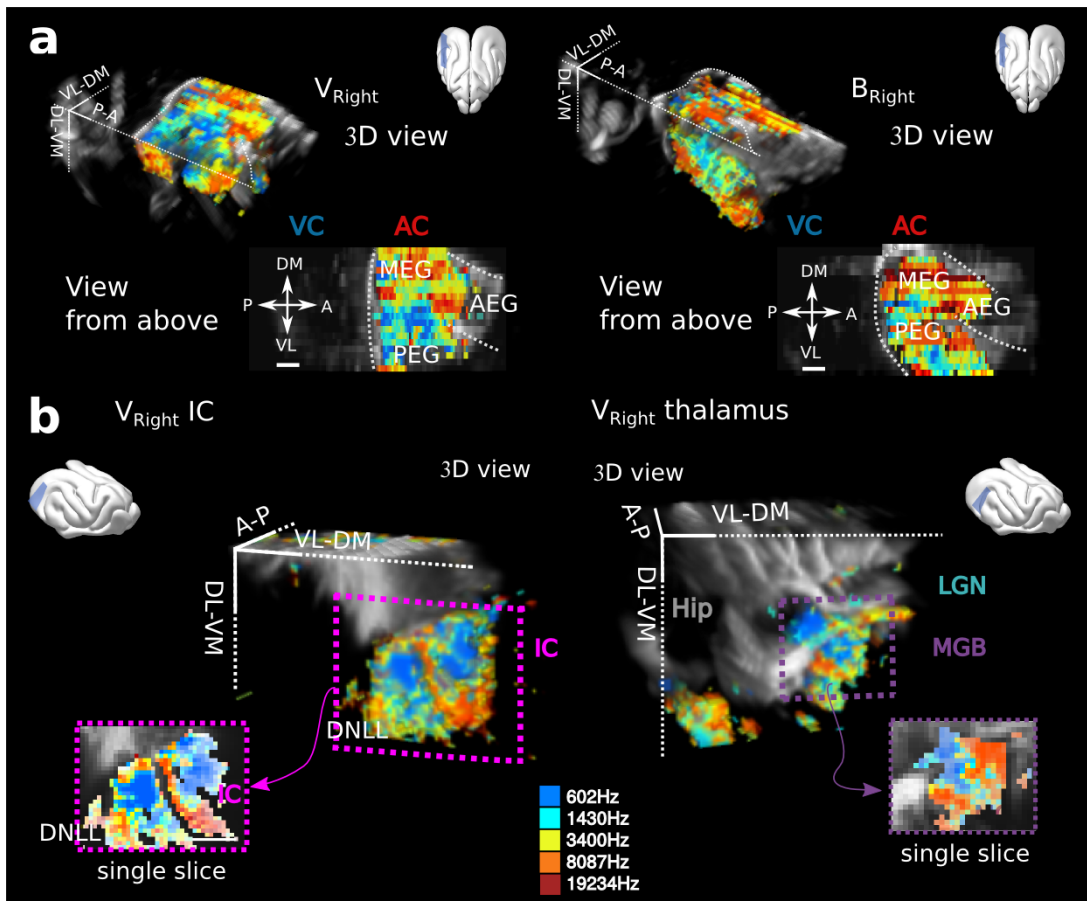 a
VL-DM
P-A
DL-VM
V Right
3D view
VC
AC
View
from above
DM
P
A
VL
MEG
AEG
PEG
VL-DM
P-A
DL-VM
B Right
3D view
VC
AC
View
from above
DM
P
A
VL
MEG
AEG
PEG
b
V Right IC
3D view
A-P
VL-DM
DL-VM
IC
DNLL
IC
DNLL
single slice
V Right thalamus
3D view
A-P
VL-DM
DL-VM
Hip
LGN
MGB
single slice
602Hz
1430Hz
3400Hz
8087Hz
19234Hz